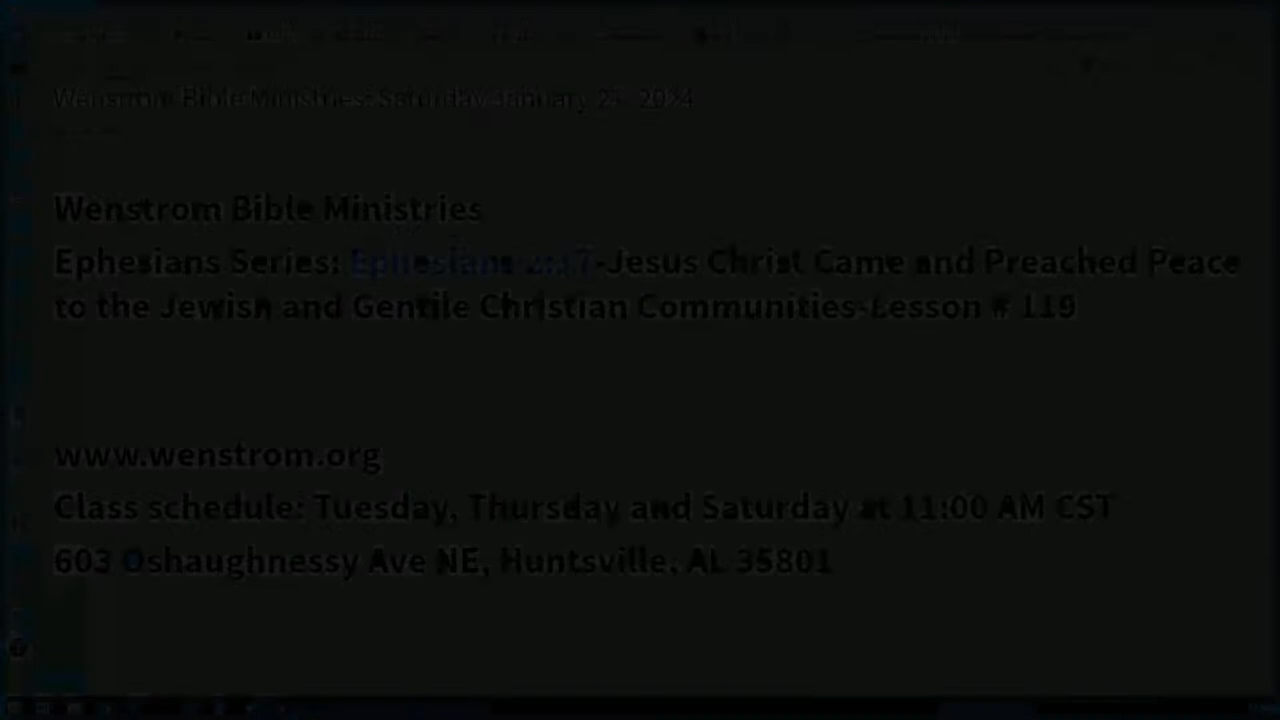 Wenstrom Bible Ministries: Saturday January 2 2024
Wenstrom Bible Ministries
Ephesians Series: Ephesians 2:17-Jesus Christ Came and Preached Peace
to the Jewish and Gentile Christian Communities-Lesson # 119
www.wenstrom.org
Class schedule: Tuesday, Thursday and Saturday at 11:00 AM CST
603 Oshaughnessy Ave NE, Huntsville, AL 35801